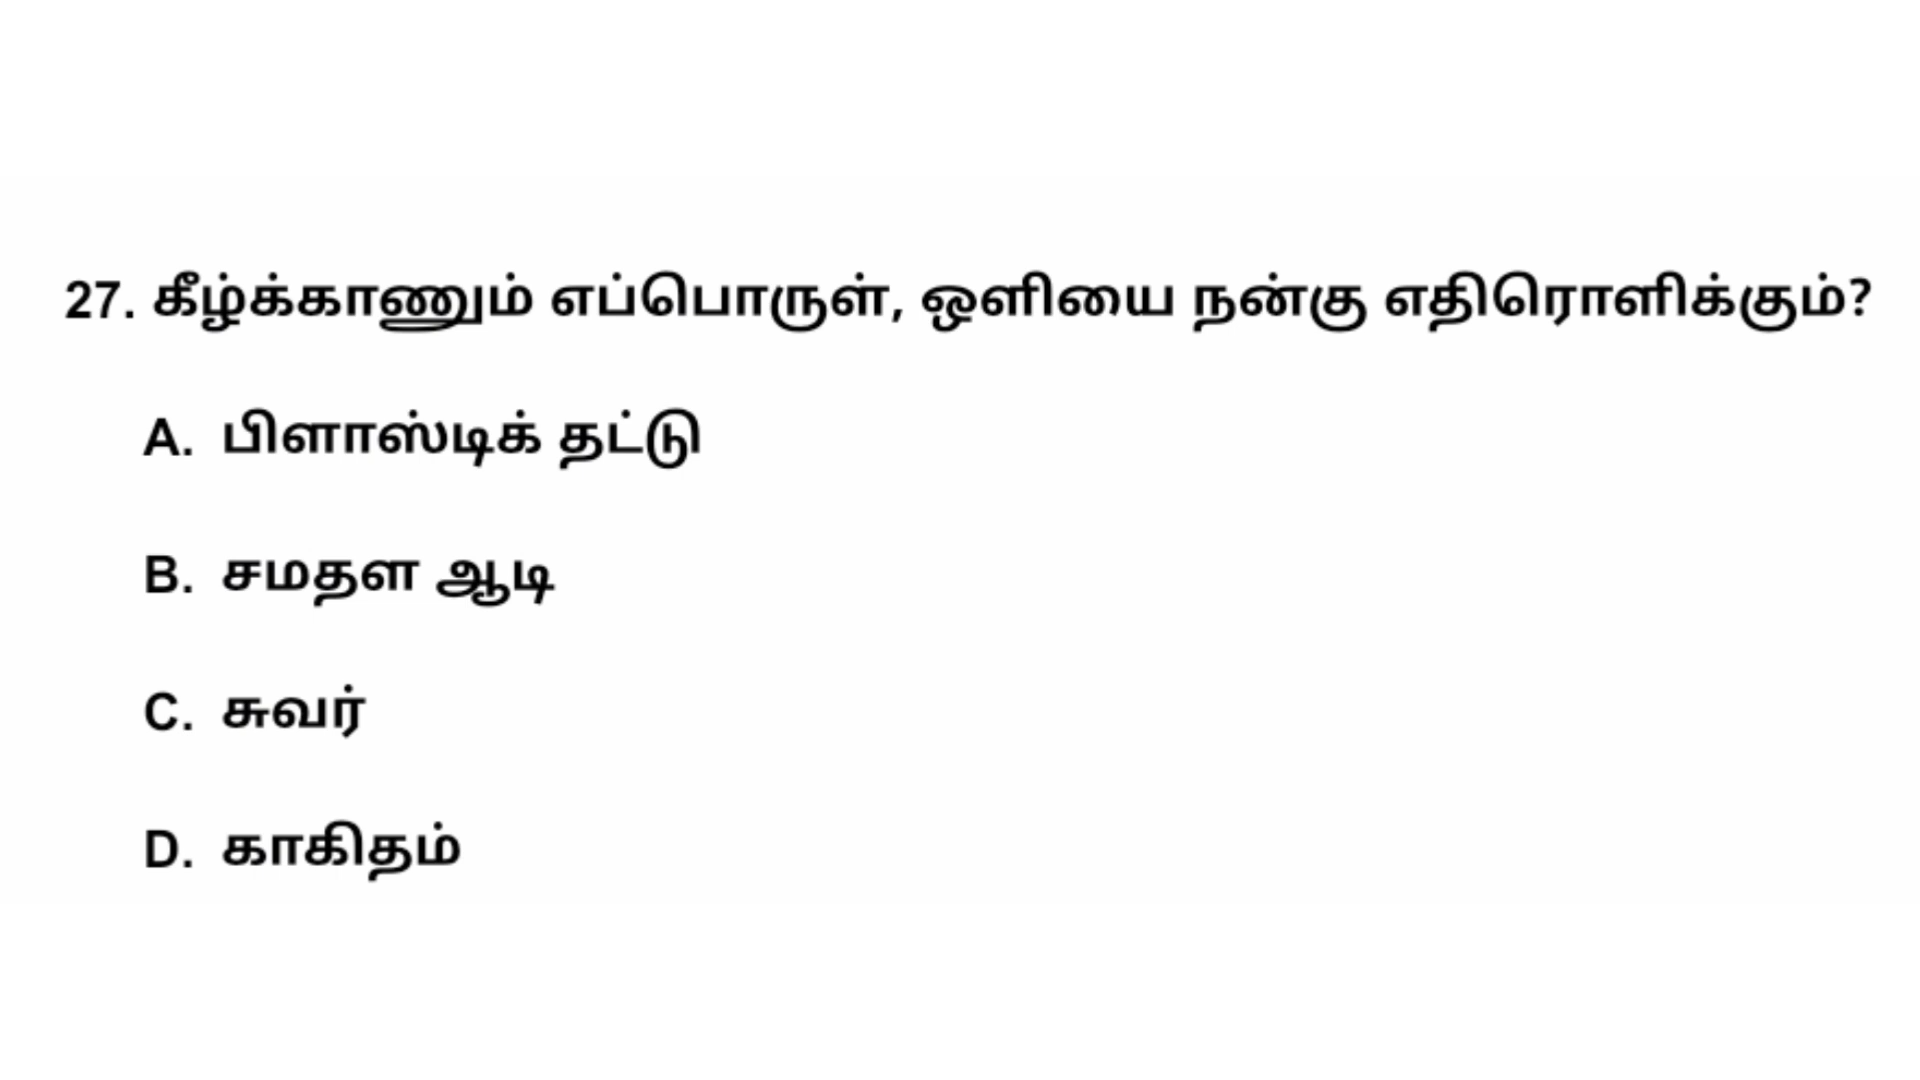 27. கீழ்க்காணும் எப்பொருள், ஒளியை நன்கு எதிரொளிக்கும்?
A. பிளாஸ்டிக் தட்டு
B. சமதள ஆடி
C. சுவர்
D. காகிதம்